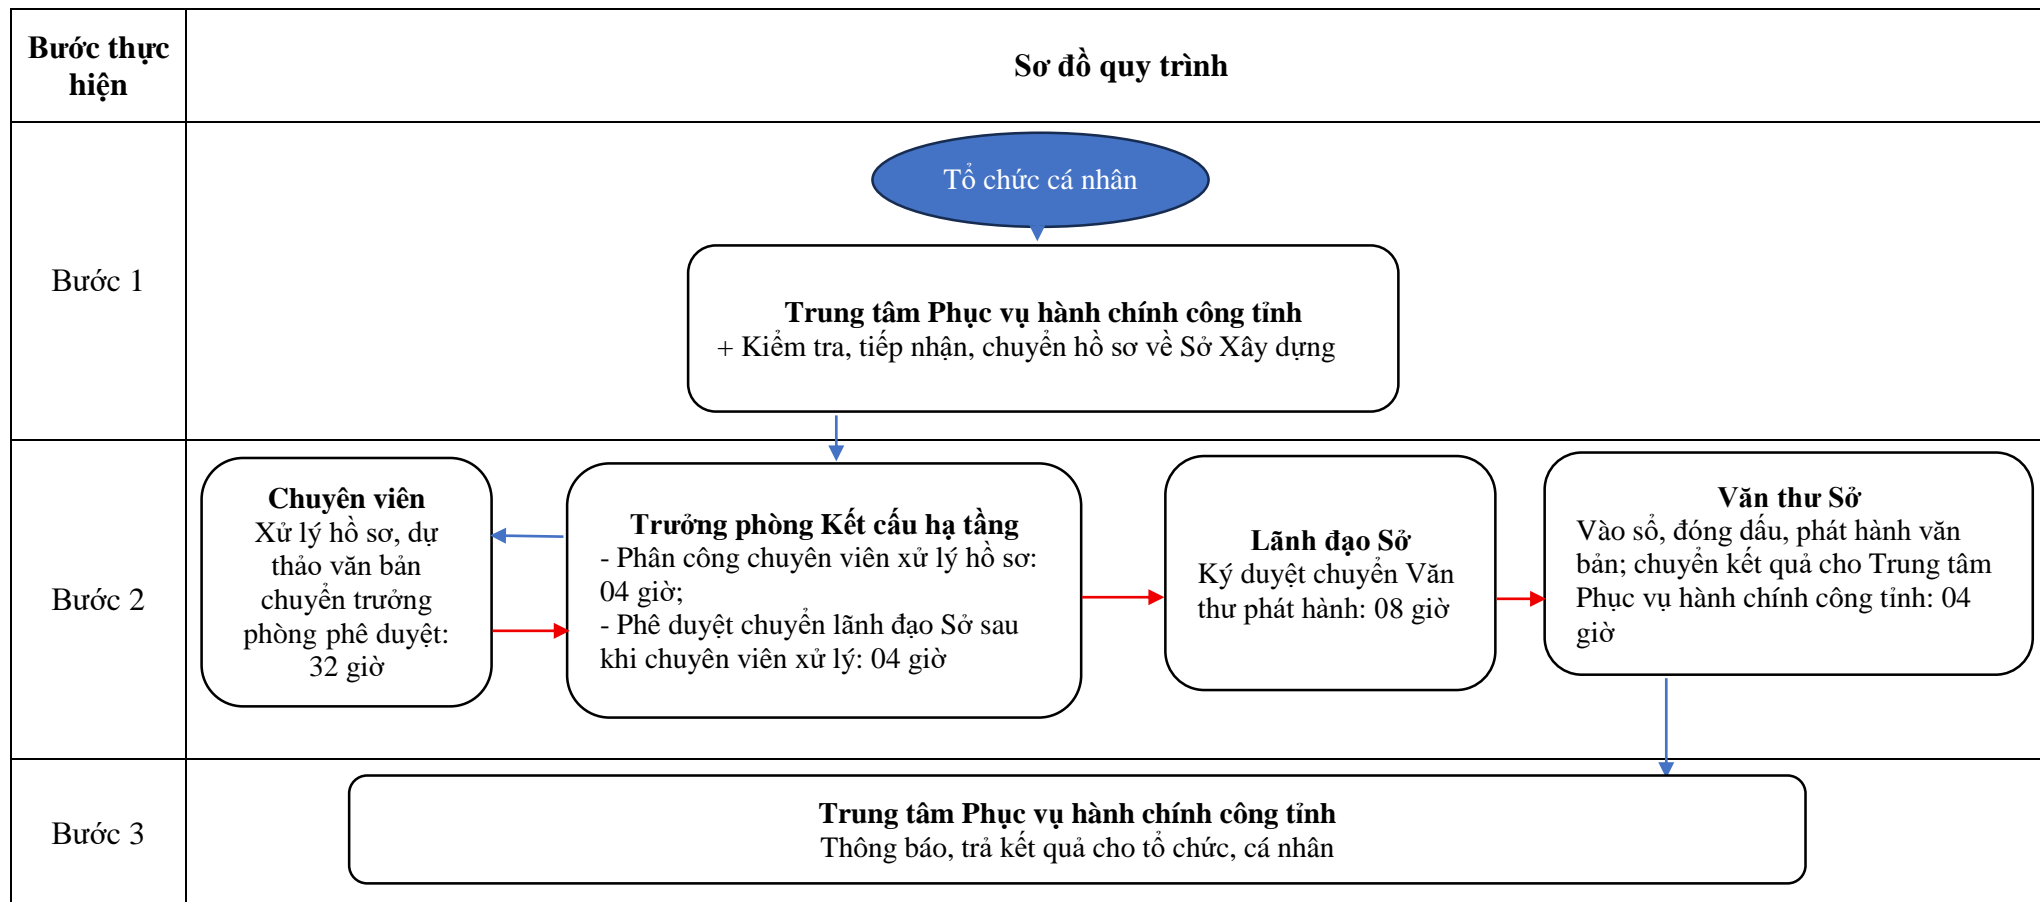 Bước thực
hiện
Sơ đồ quy trình
Bước 1
Tổ chức cá nhân
Trung tâm Phục vụ hành chính công tỉnh
+ Kiểm tra, tiếp nhận, chuyển hồ sơ về Sở Xây dựng
Bước 2
Chuyên viên
Xử lý hồ sơ, dự
thảo văn bản
chuyển trưởng
phòng phê duyệt:
32 giờ
Trưởng phòng Kết cấu hạ tầng
- Phân công chuyên viên xử lý hồ sơ:
04 giờ;
- Phê duyệt chuyển lãnh đạo Sở sau
khi chuyên viên xử lý: 04 giờ
Lãnh đạo Sở
Ký duyệt chuyển Văn
thư phát hành: 08 giờ
Văn thư Sở
Vào sổ, đóng dấu, phát hành văn
bản; chuyển kết quả cho Trung tâm
Phục vụ hành chính công tỉnh: 04
giờ
Bước 3
Trung tâm Phục vụ hành chính công tỉnh
Thông báo, trả kết quả cho tổ chức, cá nhân